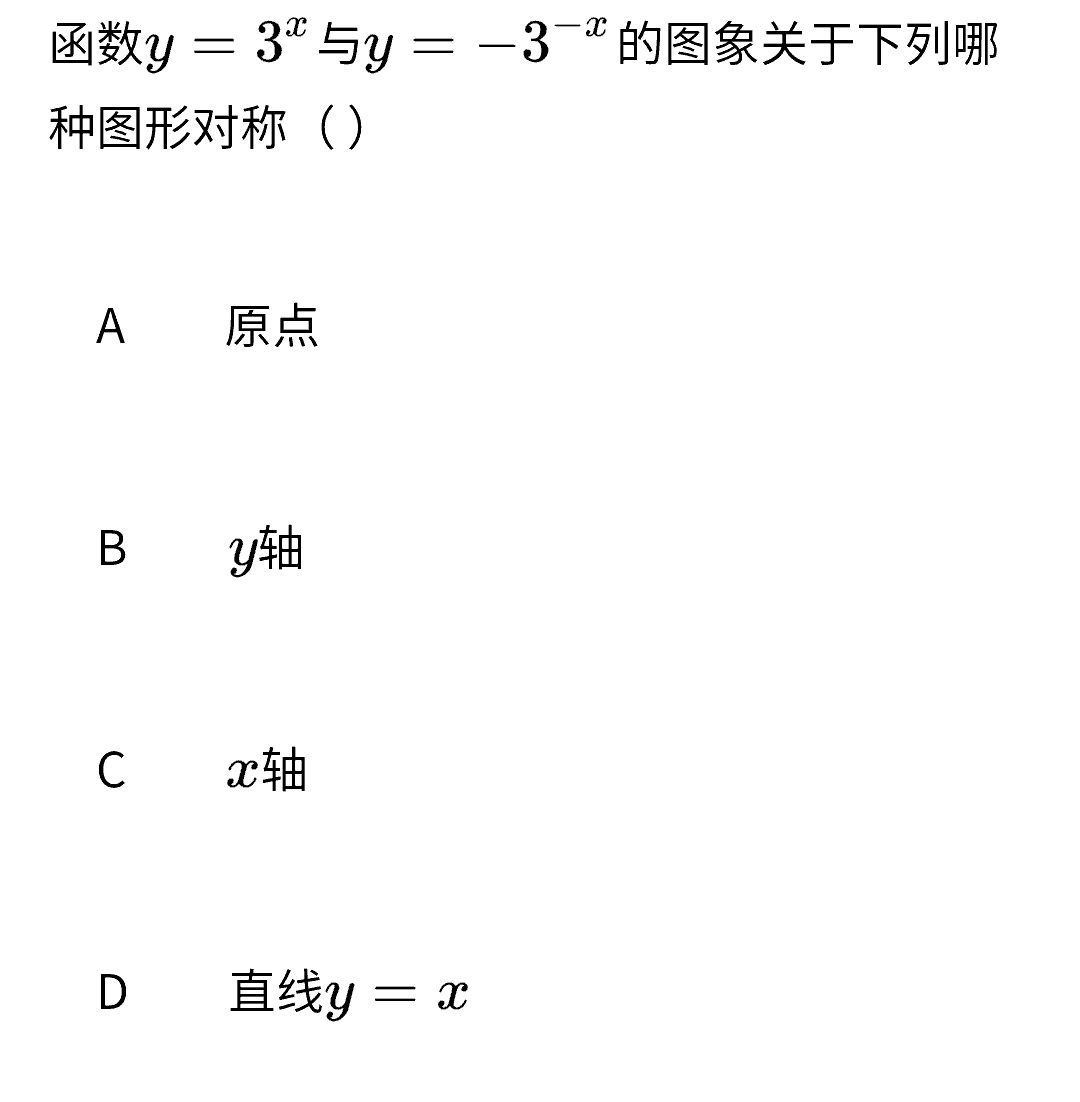 函数$y = 3^{x}$与$y = -3^{-x}$的图象关于下列哪
种图形对称（ ）
A 原点
B $y$轴
C $x$轴
D 直线$y = x$